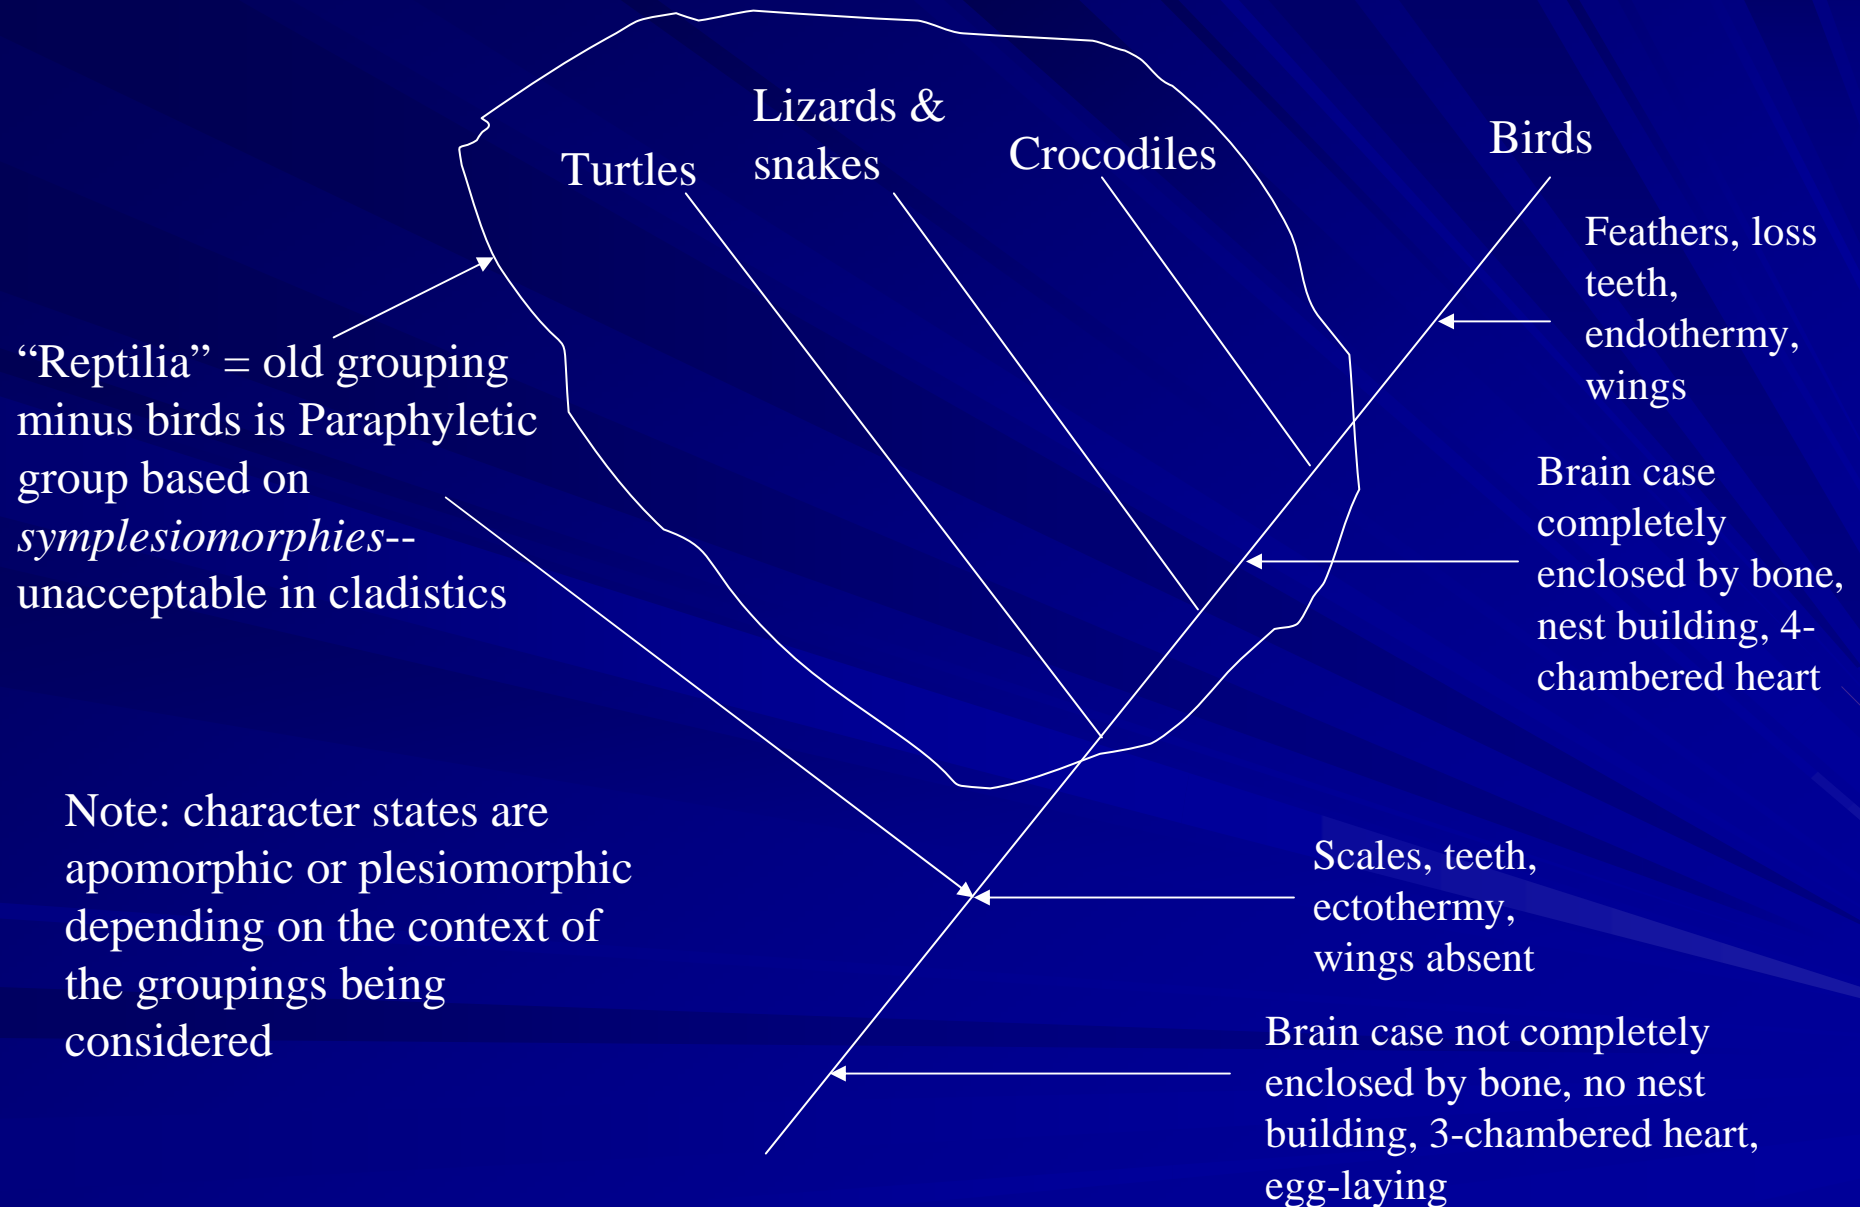 Lizards &
snakes
Turtles
Crocodiles
Birds
Feathers, loss
teeth,
endothermy,
wings
“Reptilia” = old grouping
minus birds is Paraphyletic
group based on
symplesiomorphies--
unacceptable in cladistics
Brain case
completely
enclosed by bone,
nest building, 4-
chambered heart
Note: character states are
apomorphic or plesiomorphic
depending on the context of
the groupings being
considered
Scales, teeth,
ectothermy,
wings absent
Brain case not completely
enclosed by bone, no nest
building, 3-chambered heart,
egg-laying